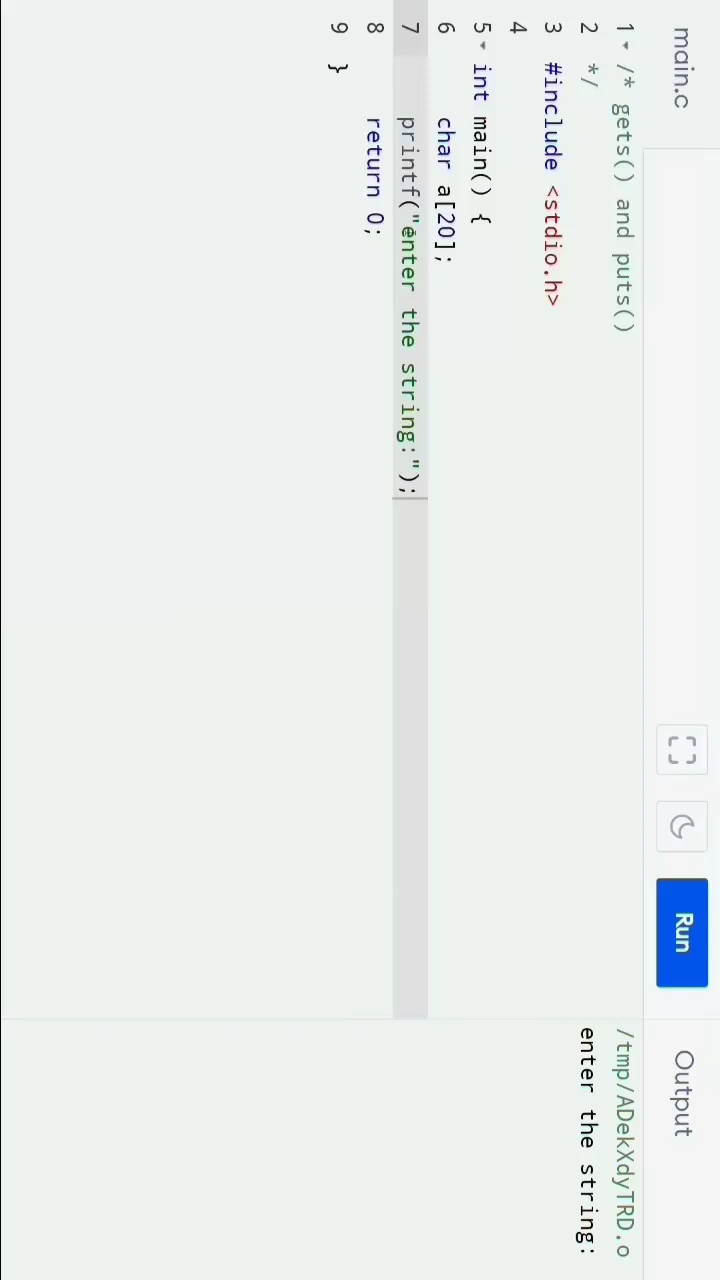 main.c
Run
Output
1 /* gets() and puts()
2 */
3 #include <stdio.h>
4
5 int main() {
6 char a[20];
7 printf("enter the string:");
8 return 0;
9 }
/tmp/ADekXdyTRD.o
enter the string: